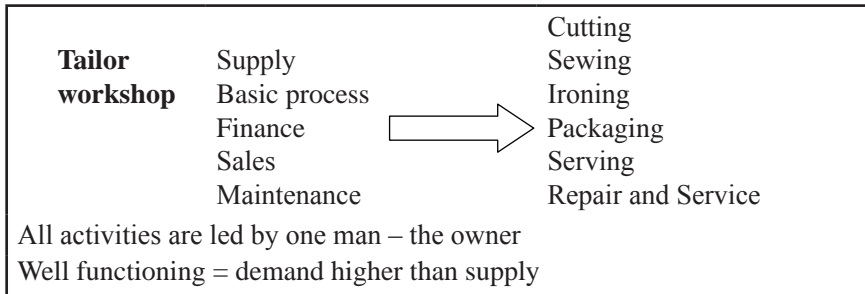 Tailor workshop
Supply
Basic process
Finance
Sales
Maintenance
Cutting
Sewing
Ironing
Packaging
Serving
Repair and Service
All activities are led by one man – the owner
Well functioning = demand higher than supply